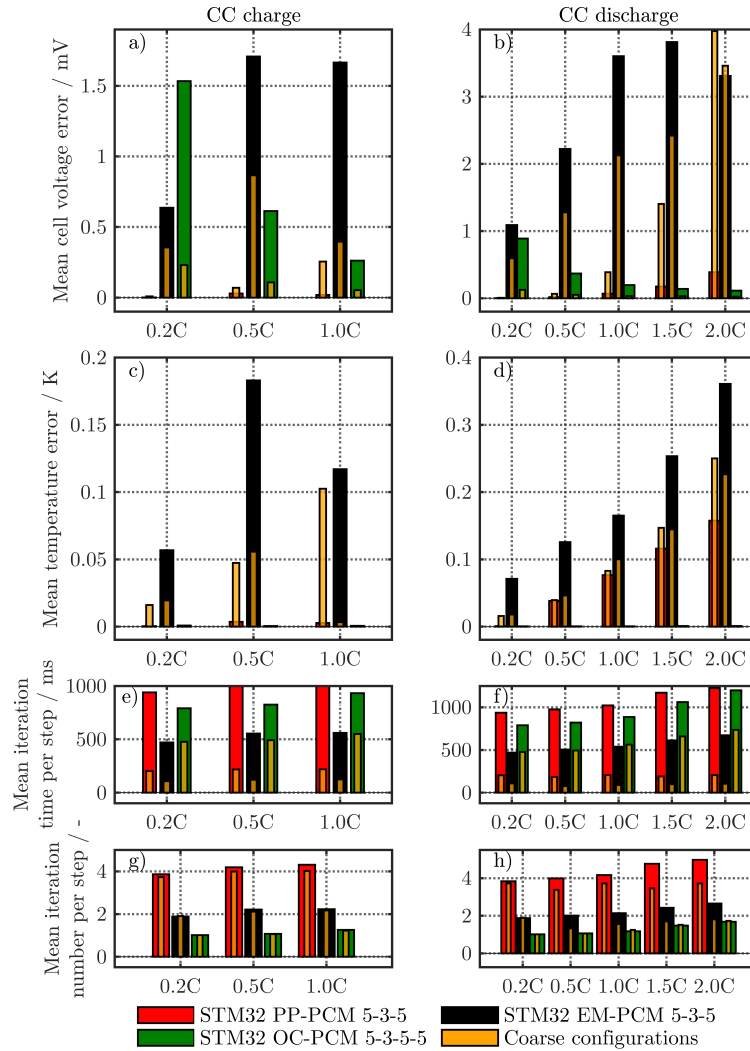 CC charge
CC discharge
Mean cell voltage error / mV
a)
1.5
1
0.5
0
0.2C 0.5C 1.0C
b)
4
3
2
1
0
0.2C 0.5C 1.0C 1.5C 2.0C
Mean temperature error / K
c)
0.2
0.15
0.1
0.05
0
0.2C 0.5C 1.0C
d)
0.4
0.3
0.2
0.1
0
0.2C 0.5C 1.0C 1.5C 2.0C
Mean iteration
time per step / ms
e)
1000
500
0
0.2C 0.5C 1.0C
f)
1000
500
0
0.2C 0.5C 1.0C 1.5C 2.0C
Mean iteration
number per step / -
g)
4
2
0
0.2C 0.5C 1.0C
h)
4
2
0
0.2C 0.5C 1.0C 1.5C 2.0C
STM32 PP-PCM 5-3-5
STM32 EM-PCM 5-3-5
STM32 OC-PCM 5-3-5-5
Coarse configurations